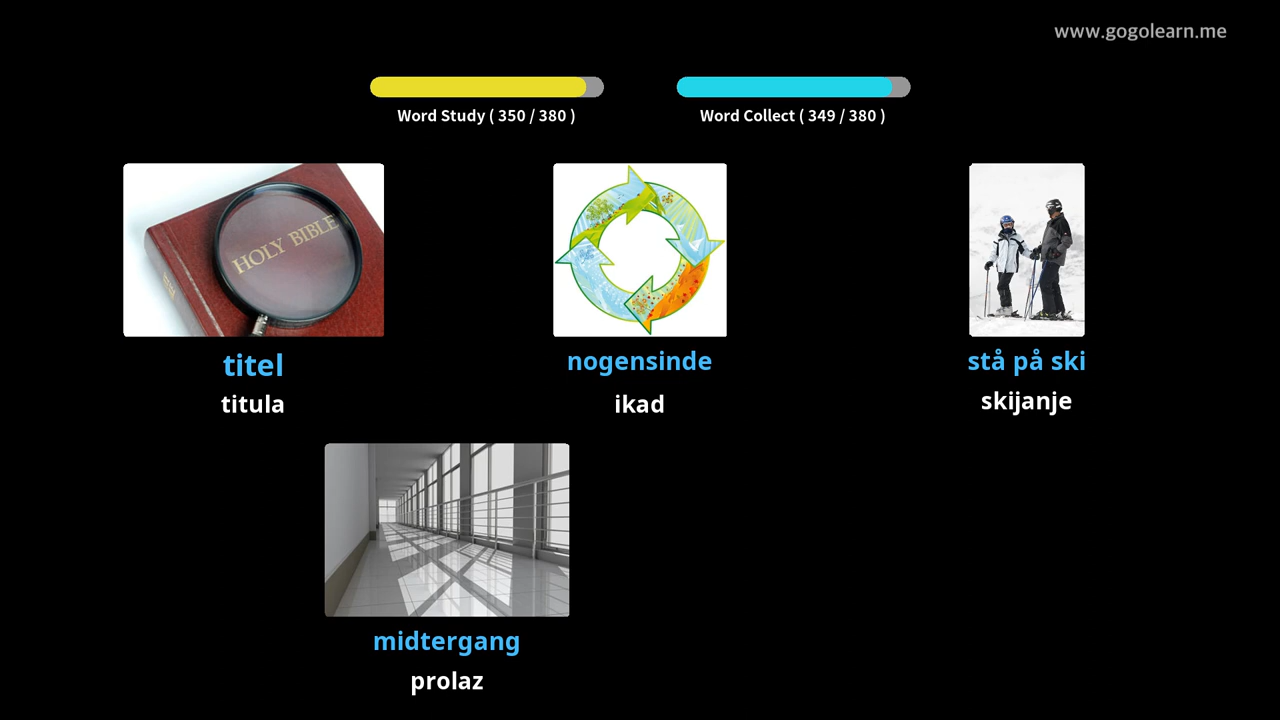 www.gogolearn.me
Word Study ( 350 / 380 )
Word Collect ( 349 / 380 )
HOLY BIBLE
titel
titula
nogensinde
ikad
stå på ski
skijanje
midtergang
prolaz